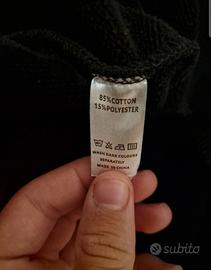 85%COTTON
15%POLYESTER
WASH DARK COLOURS
SEPARATELY
MADE IN CHINA
subito